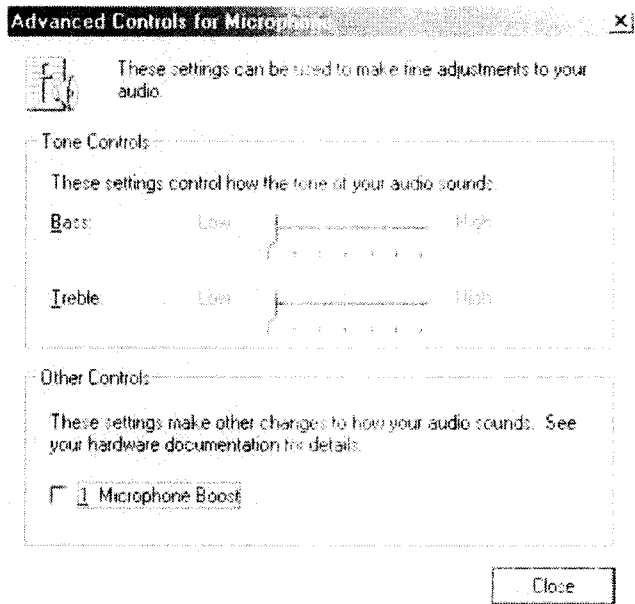 Advanced Controls for Microphone
These settings can be used to make fine adjustments to your
audio.
Tone Controls
These settings control how the tone of your audio sounds.
Bass: Low High
Treble: Low High
Other Controls
These settings make other changes to how your audio sounds. See
your hardware documentation for details.
1 Microphone Boost
Close